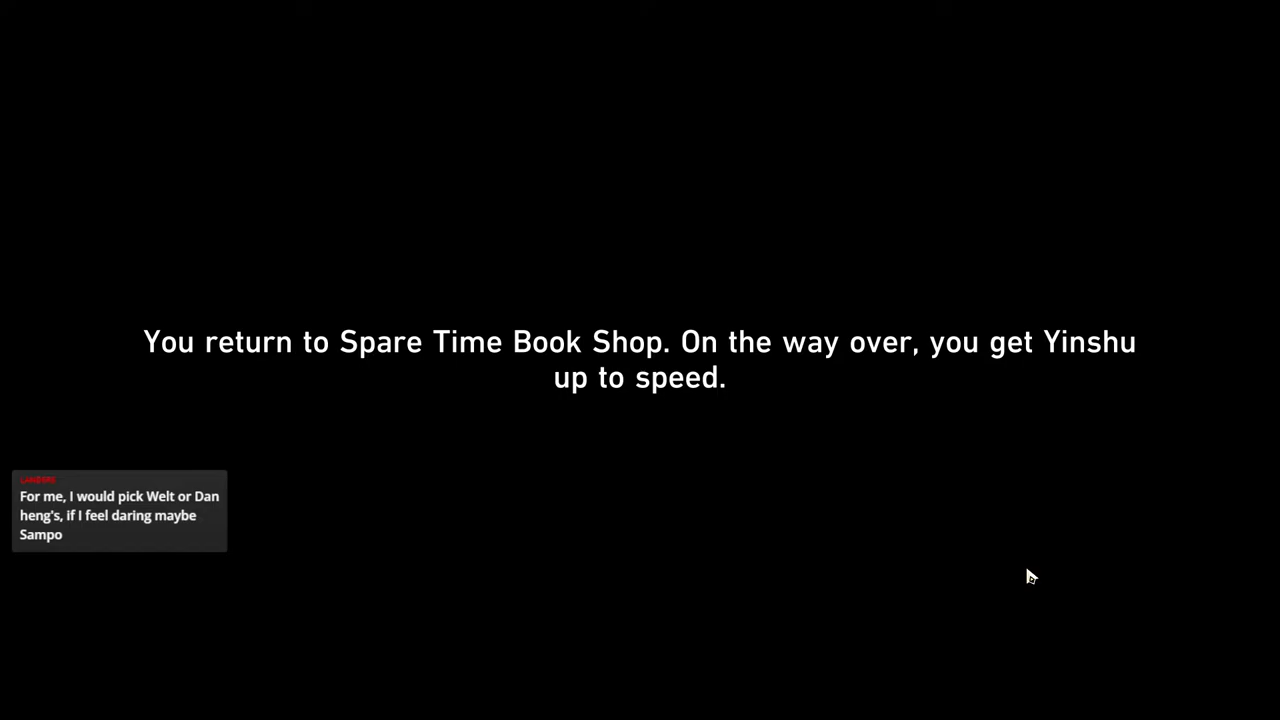 You return to Spare Time Book Shop. On the way over, you get Yinshu
up to speed.
For me, I would pick Welt or Dan
heng's, if I feel daring maybe
Sampo